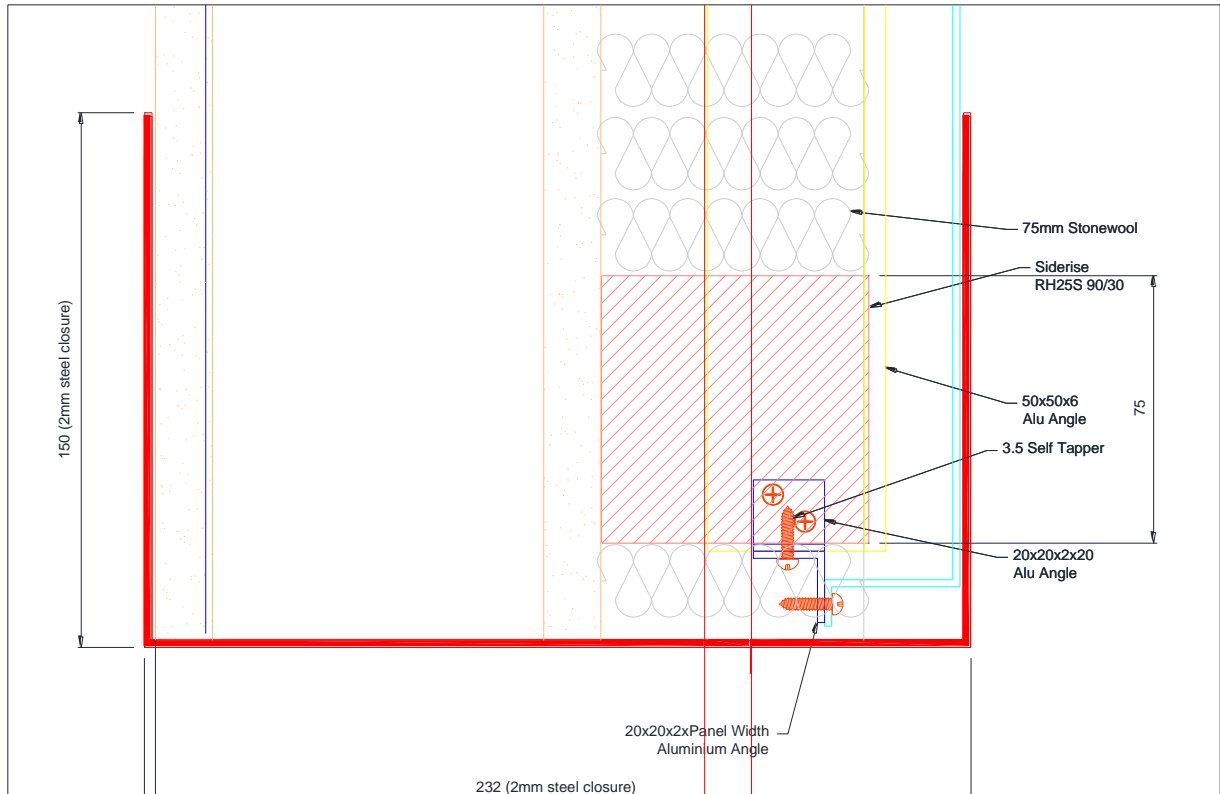 75mm Stonewool
Siderise
RH25S 90/30
150 (2mm steel closure)
50x50x6
Alu Angle
75
3.5 Self Tapper
20x20x2x20
Alu Angle
20x20x2xPanel Width
Aluminium Angle
232 (2mm steel closure)